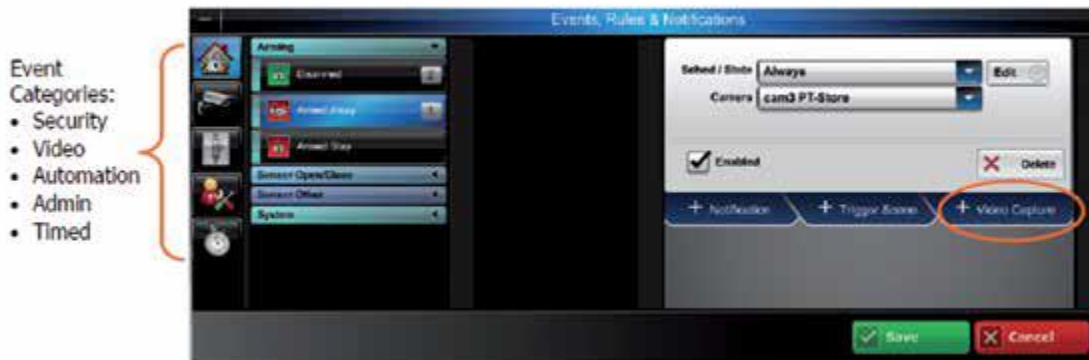 Events, Rules & Notifications
Event
Categories:
• Security
• Video
• Automation
• Admin
• Timed
Arming
Disarmed
Armed Away
Armed Stay
Sensor Open/Close
Sensor Other
System
Sched / State Always Edit
Camera cam3 PT-Store
Enabled
Delete
+ Notification + Trigger Scene + Video Capture
Save Cancel